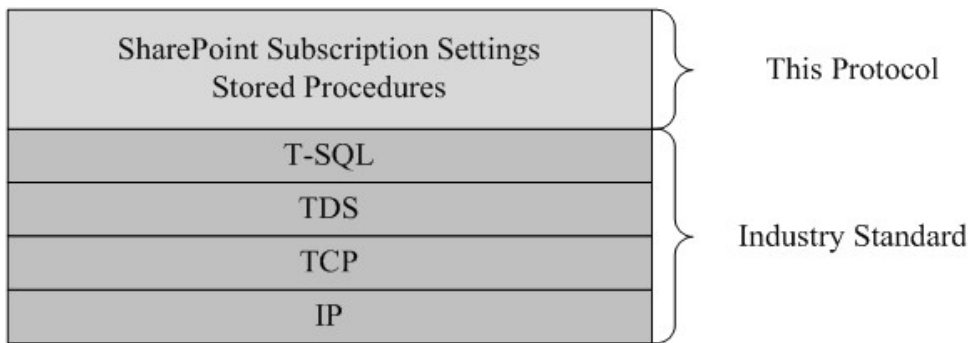 SharePoint Subscription Settings
Stored Procedures
This Protocol
T-SQL
TDS
TCP
IP
Industry Standard